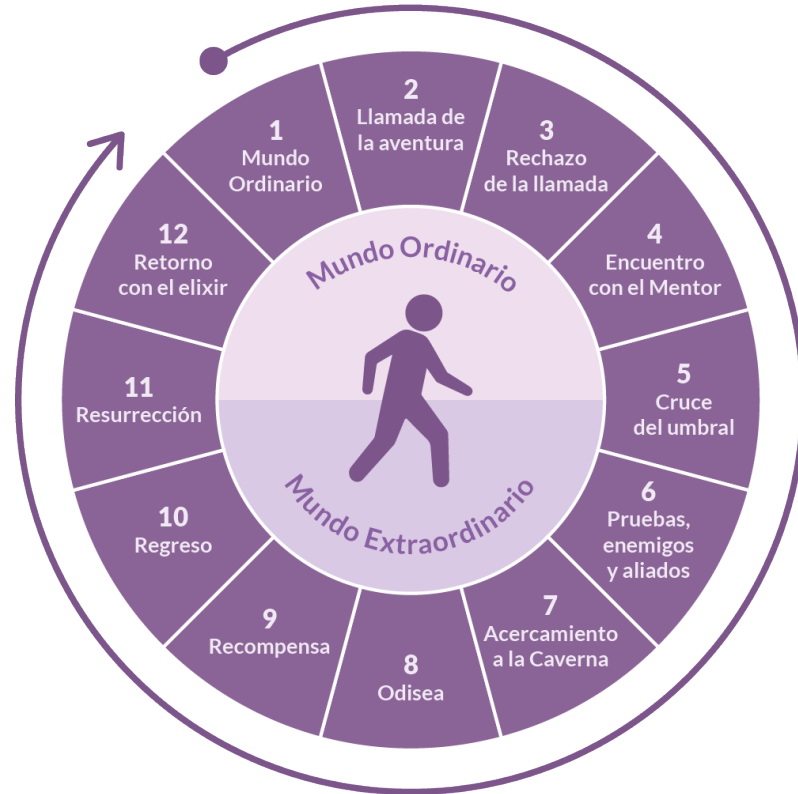 1
Mundo
Ordinario
2
Llamada de
la aventura
3
Rechazo
de la llamada
4
Encuentro
con el Mentor
5
Cruce
del umbral
6
Pruebas,
enemigos
y aliados
7
Acercamiento
a la Caverna
8
Odisea
9
Recompensa
10
Regreso
11
Resurrección
12
Retorno
con el elixir
Mundo Ordinario
Mundo Extraordinario